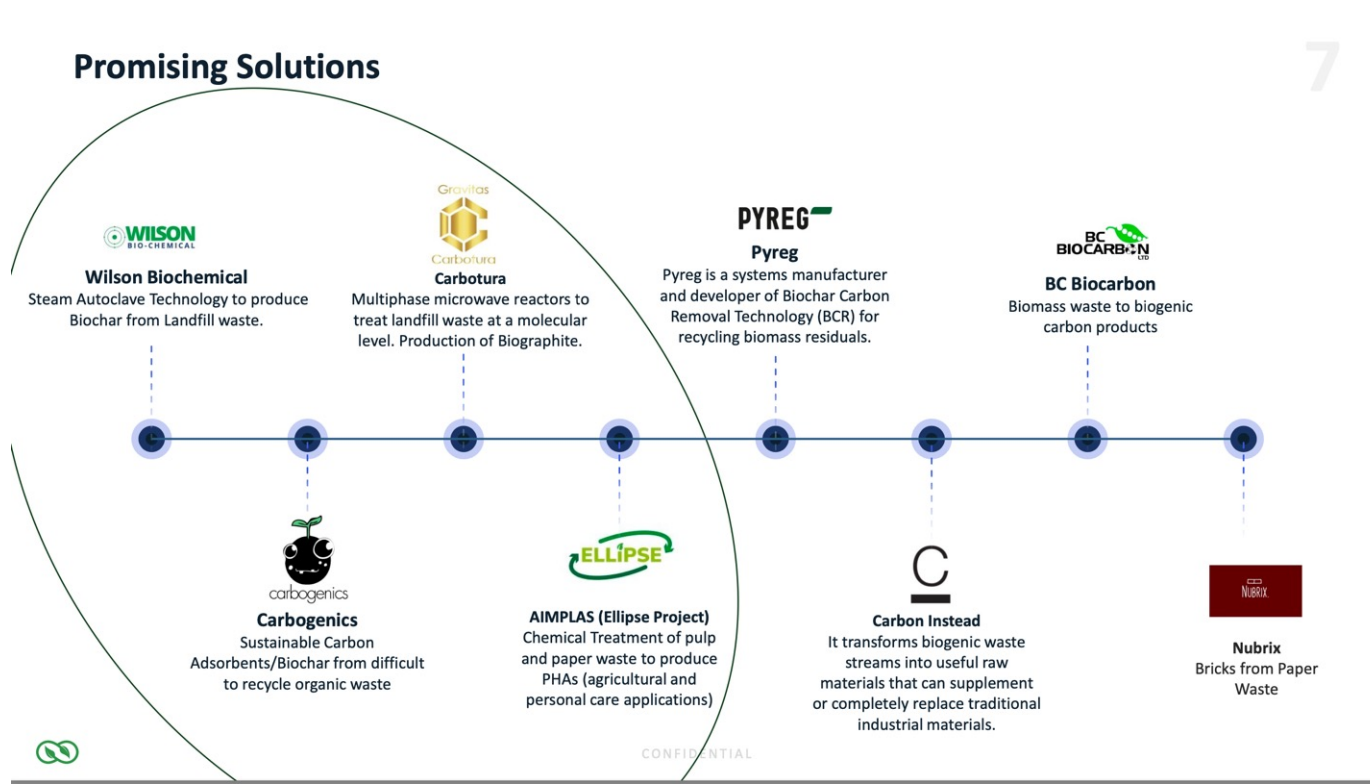 Promising Solutions
7
WILSON
BIO-CHEMICAL
Wilson Biochemical
Steam Autoclave Technology to produce
Biochar from Landfill waste.
Gravitas
Carbotura
Carbotura
Multiphase microwave reactors to
treat landfill waste at a molecular
level. Production of Biographite.
PYREG
Pyreg
Pyreg is a systems manufacturer
and developer of Biochar Carbon
Removal Technology (BCR) for
recycling biomass residuals.
BC
BIOCARBON
LTD
BC Biocarbon
Biomass waste to biogenic
carbon products
carbogenics
Carbogenics
Sustainable Carbon
Adsorbents/Biochar from difficult
to recycle organic waste
ELLIPSE
AIMPLAS (Ellipse Project)
Chemical Treatment of pulp
and paper waste to produce
PHAs (agricultural and
personal care applications)
C
Carbon Instead
It transforms biogenic waste
streams into useful raw
materials that can supplement
or completely replace traditional
industrial materials.
NUBRIX
Nubrix
Bricks from Paper
Waste
CONFIDENTIAL